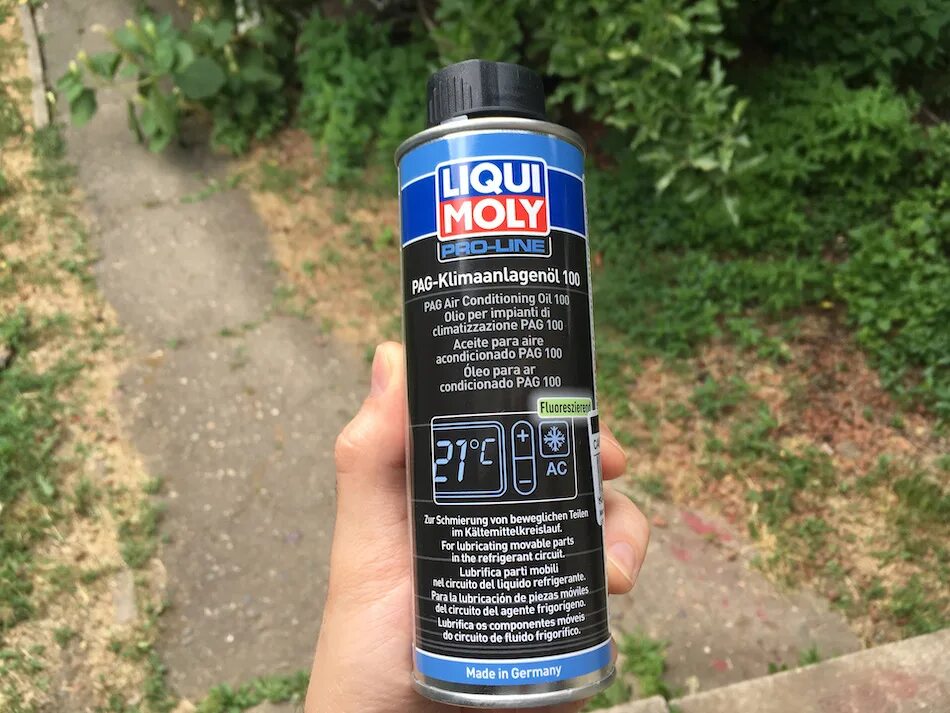 LIQUI
MOLY
PRO-LINE
PAG-Klimaanlagenöl 100
PAG Air Conditioning Oil 100
Olio per impianti di
climatizzazione PAG 100
Aceite para aire
acondicionado PAG 100
Óleo para ar
condicionado PAG 100
Fluoreszierend
21°C
+
-
AC
Zur Schmierung von beweglichen Teilen
im Kältemittelkreislauf.
For lubricating movable parts
in the refrigerant circuit.
Lubrifica parti mobili
nel circuito del liquido refrigerante.
Para la lubricación de piezas móviles
del circuito del agente frigorígeno.
Lubrifica os componentes móveis
do circuito de fluido frigorífico.
Made in Germany